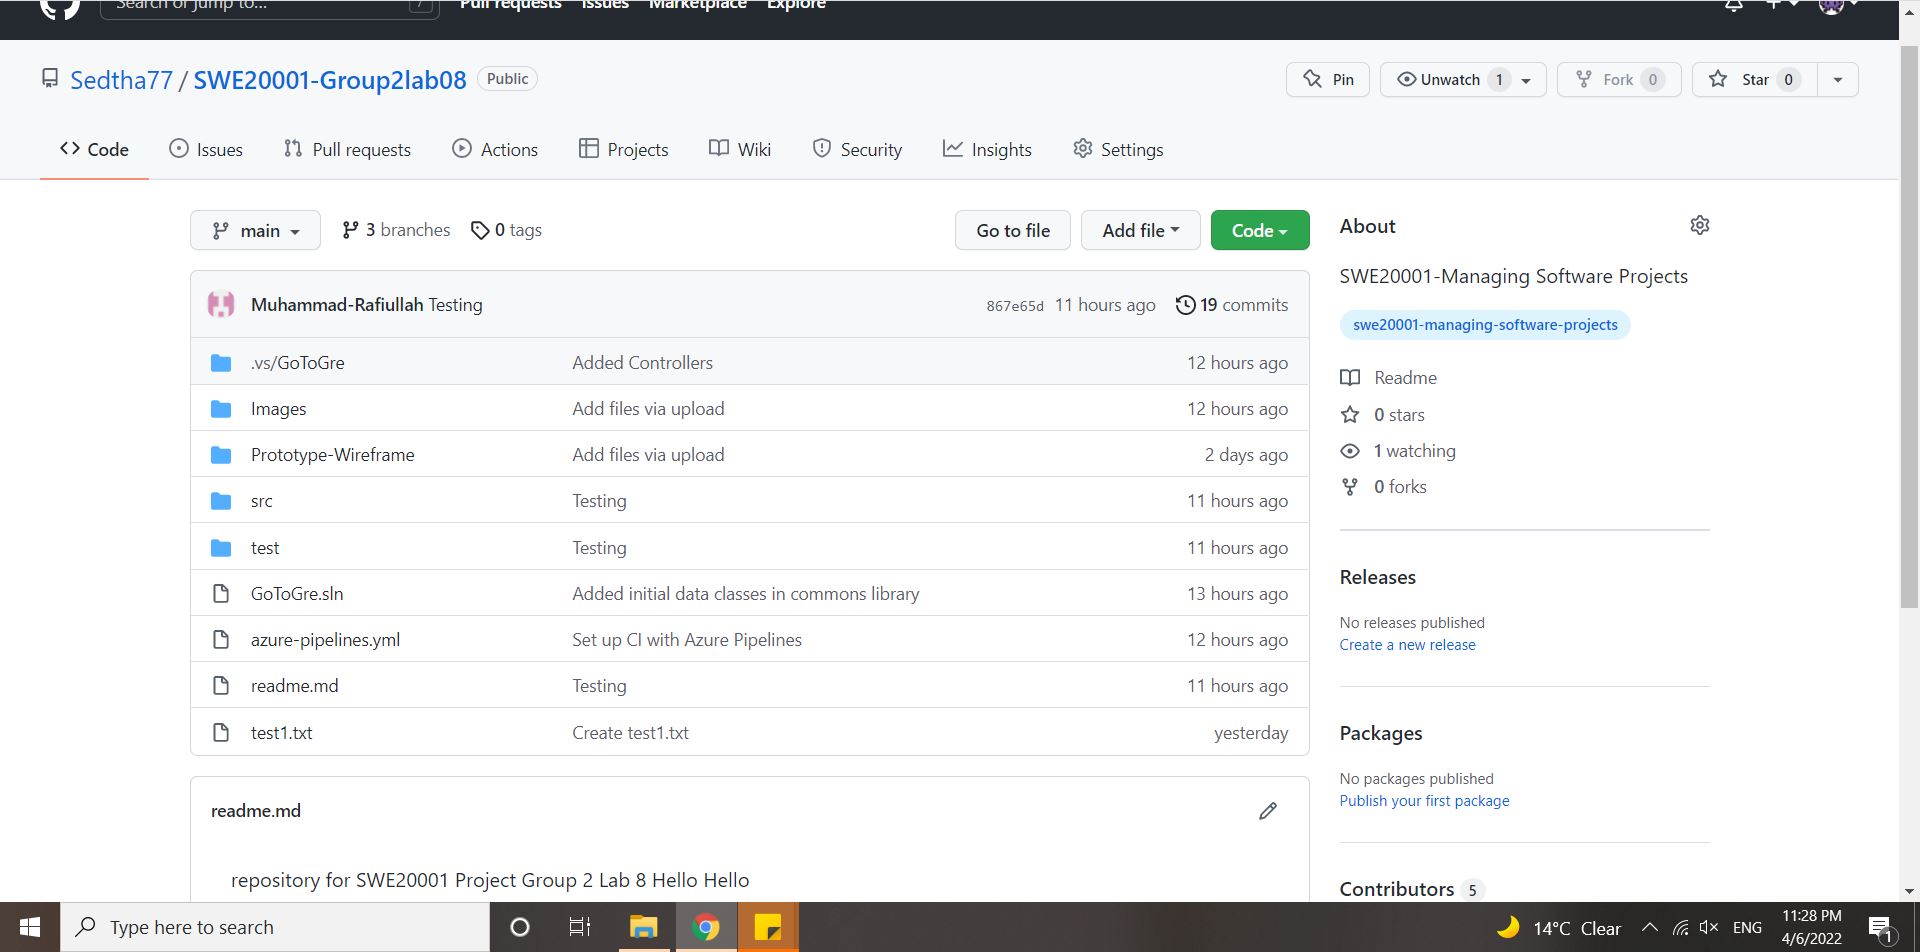 Search or jump to... /
Pull requests Issues Marketplace Explore
Sedtha77 / SWE20001-Group2lab08 Public
Pin Unwatch 1 Fork 0 Star 0
Code Issues Pull requests Actions Projects Wiki Security Insights Settings
main 3 branches 0 tags Go to file Add file Code
Muhammad-Rafiullah Testing 867e65d 11 hours ago 19 commits
.vs/GoToGre Added Controllers 12 hours ago
Images Add files via upload 12 hours ago
Prototype-Wireframe Add files via upload 2 days ago
src Testing 11 hours ago
test Testing 11 hours ago
GoToGre.sln Added initial data classes in commons library 13 hours ago
azure-pipelines.yml Set up CI with Azure Pipelines 12 hours ago
readme.md Testing 11 hours ago
test1.txt Create test1.txt yesterday
readme.md
repository for SWE20001 Project Group 2 Lab 8 Hello Hello
About
SWE20001-Managing Software Projects
swe20001-managing-software-projects
Readme
0 stars
1 watching
0 forks
Releases
No releases published
Create a new release
Packages
No packages published
Publish your first package
Contributors 5
Type here to search
14°C Clear ENG
11:28 PM
4/6/2022
1